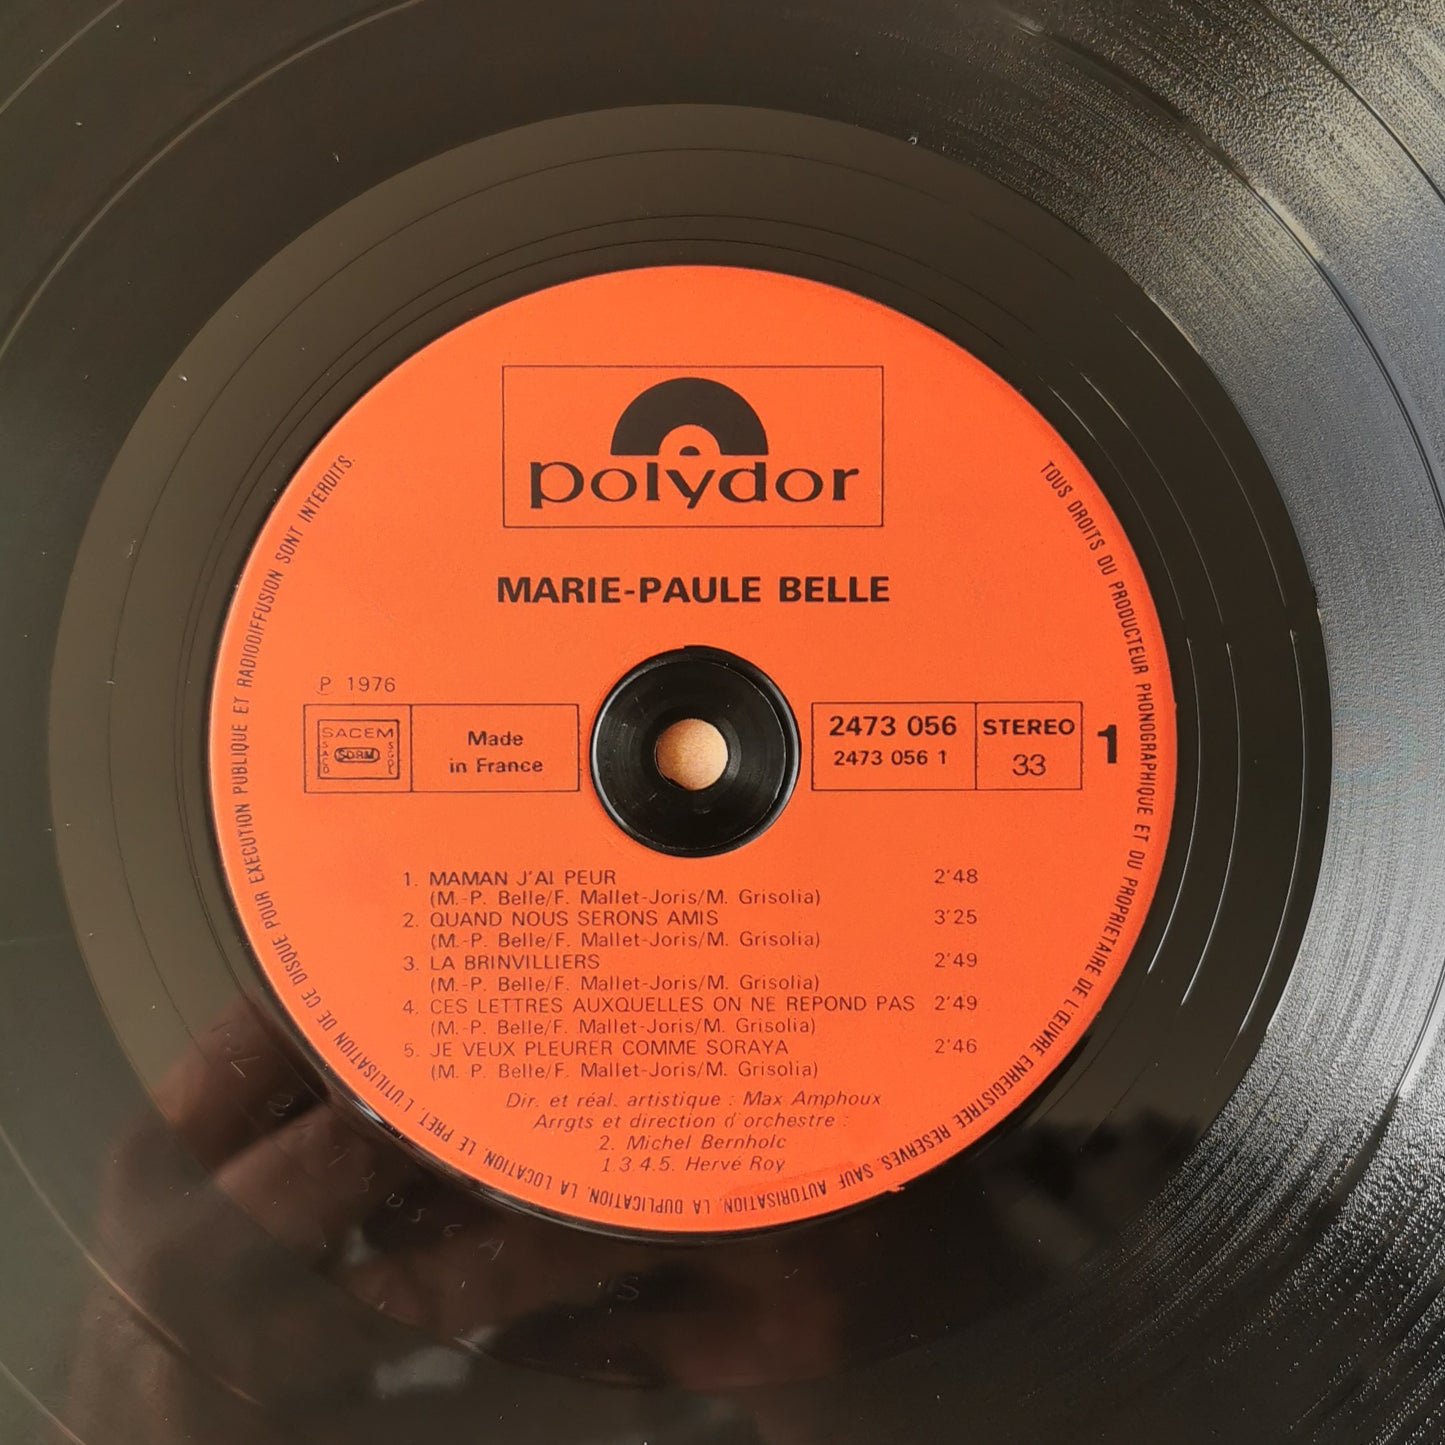 polydor
MARIE-PAULE BELLE
P 1976
SACEM
SACD
SDRM
SGDL
Made
in France
2473 056
2473 056 1
STEREO
33
1
1. MAMAN J'AI PEUR 2'48
(M.-P. Belle/F. Mallet-Joris/M. Grisolia)
2. QUAND NOUS SERONS AMIS 3'25
(M.-P. Belle/F. Mallet-Joris/M. Grisolia)
3. LA BRINVILLIERS 2'49
(M.-P. Belle/F. Mallet-Joris/M. Grisolia)
4. CES LETTRES AUXQUELLES ON NE REPOND PAS 2'49
(M.-P. Belle/F. Mallet-Joris/M. Grisolia)
5. JE VEUX PLEURER COMME SORAYA 2'46
(M. P. Belle/F. Mallet-Joris/M. Grisolia)
Dir. et réal. artistique : Max Amphoux
Arrgts et direction d'orchestre :
2. Michel Bernholc
1.3.4.5. Hervé Roy
TOUS DROITS DU PRODUCTEUR PHONOGRAPHIQUE ET DU PROPRIETAIRE DE L'ŒUVRE ENREGISTREE RESERVES. SAUF AUTORISATION, LA DUPLICATION, LA LOCATION, LE PRET, L'UTILISATION DE CE DISQUE POUR EXECUTION PUBLIQUE ET RADIODIFFUSION SONT INTERDITS.